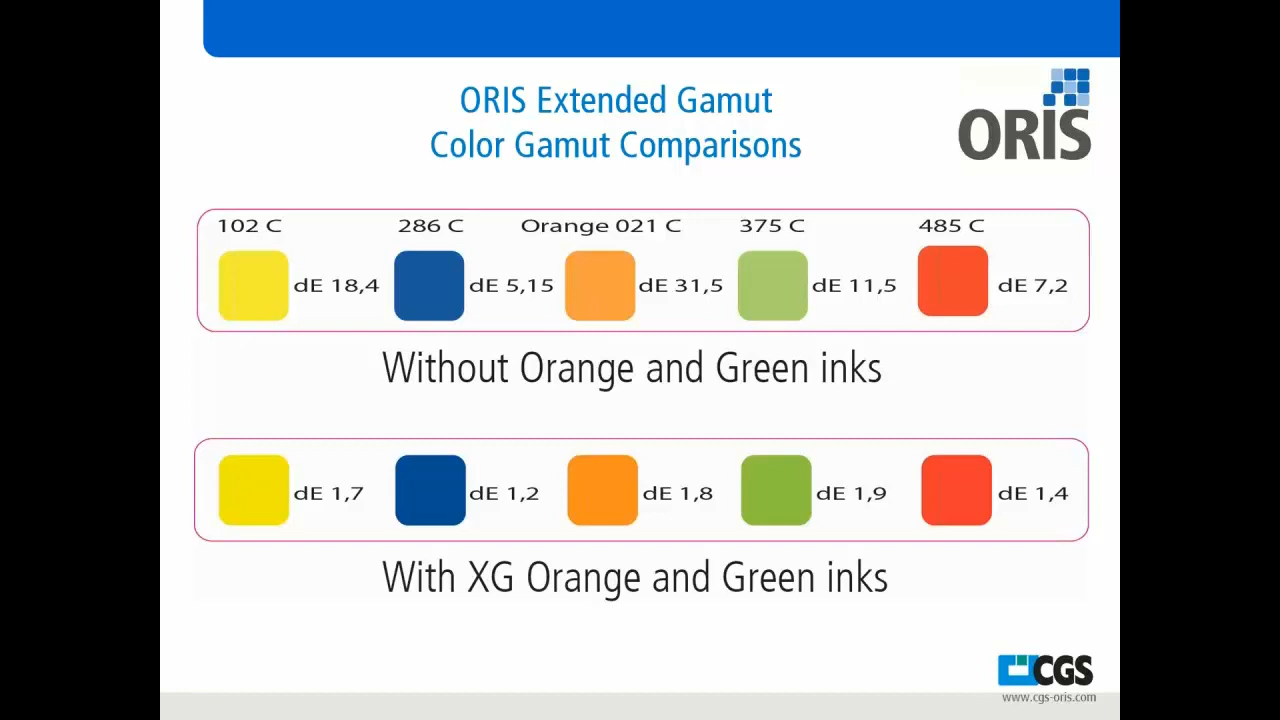 ORIS Extended Gamut
Color Gamut Comparisons
ORIS
102 C 286 C Orange 021 C 375 C 485 C
dE 18,4 dE 5,15 dE 31,5 dE 11,5 dE 7,2
Without Orange and Green inks
dE 1,7 dE 1,2 dE 1,8 dE 1,9 dE 1,4
With XG Orange and Green inks
CGS
www.cgs-oris.com